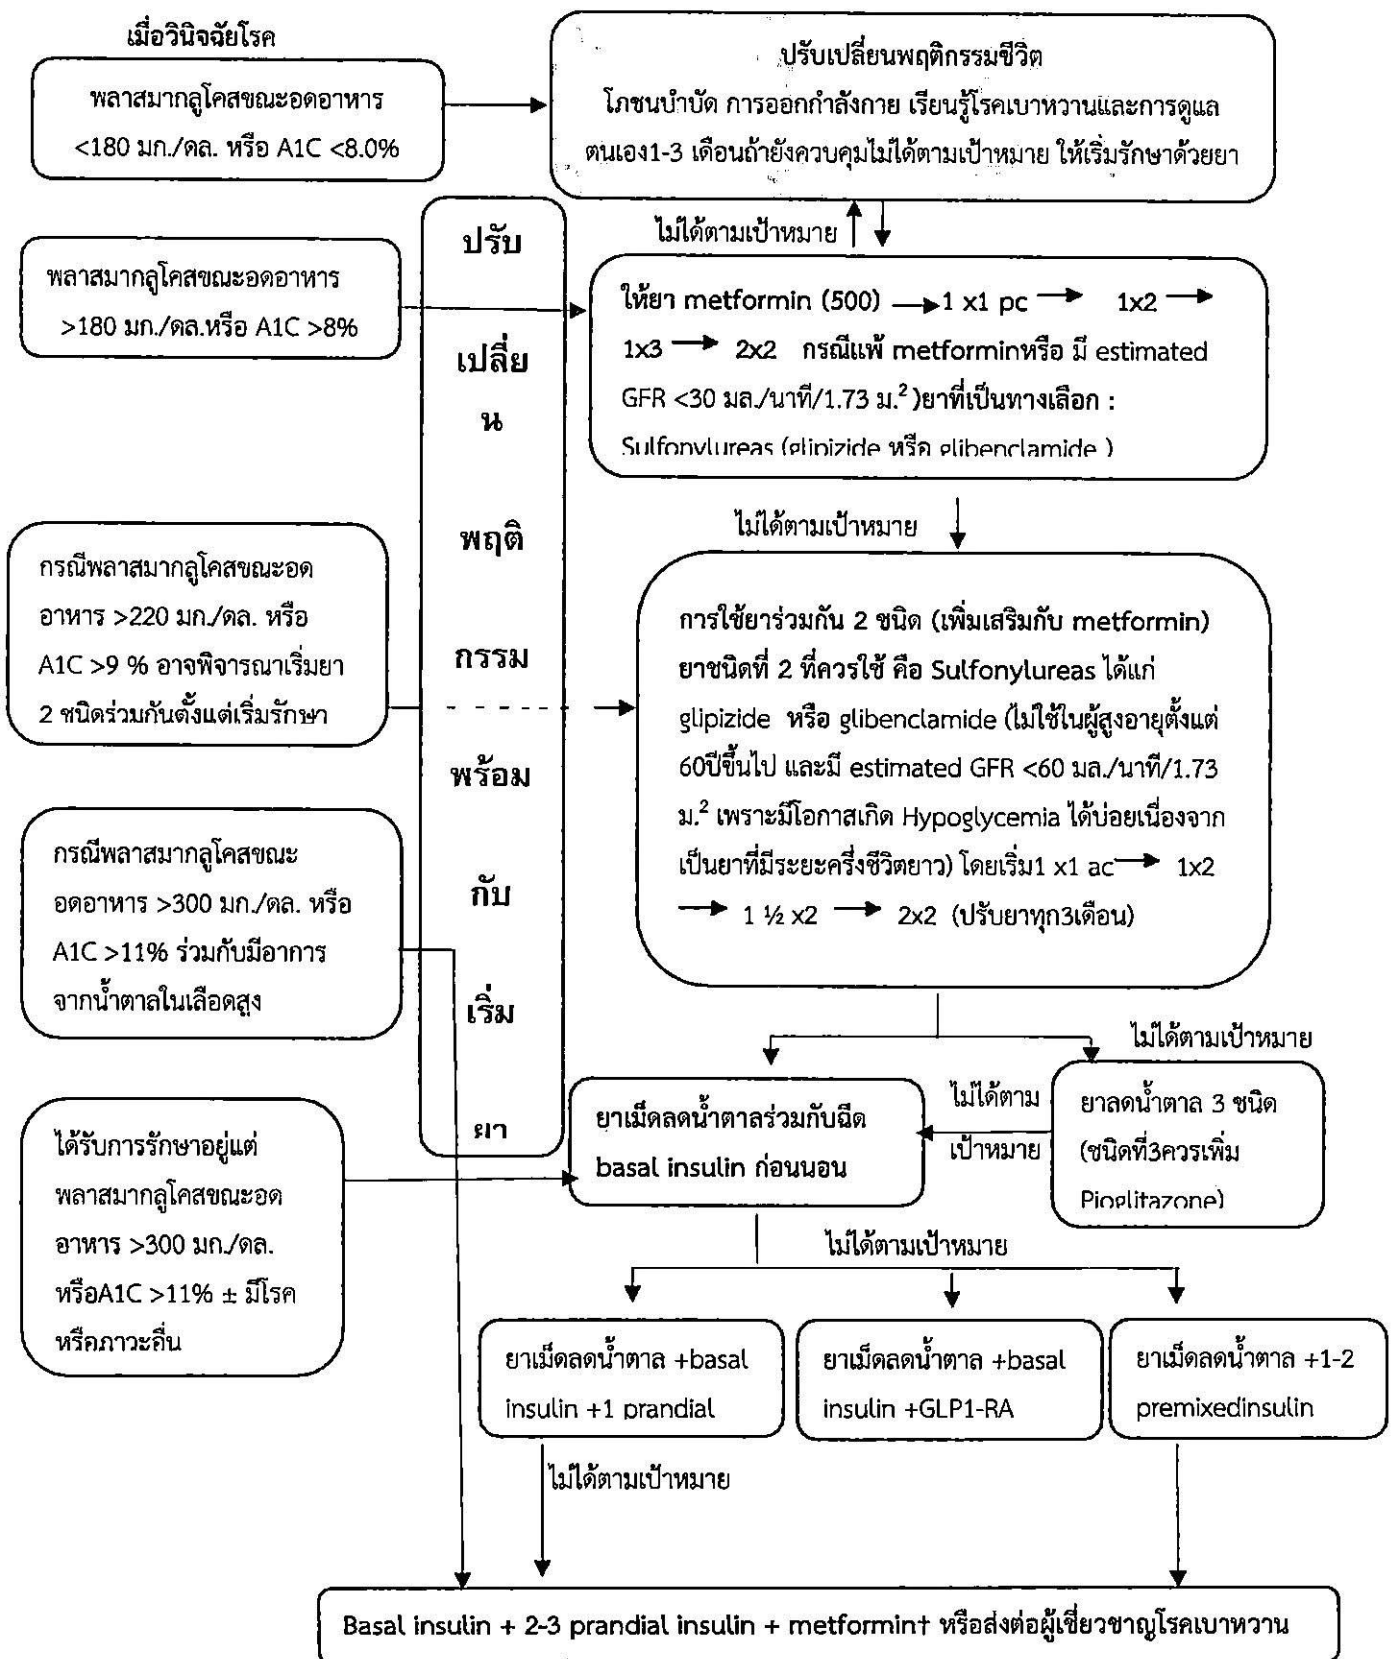 เมื่อวินิจฉัยโรค
พลาสมากลูโคสขณะอดอาหาร
<180 มก./ดล. หรือ A1C <8.0%
ปรับเปลี่ยนพฤติกรรมชีวิต
โภชนบำบัด การออกกำลังกาย เรียนรู้โรคเบาหวานและการดูแล
ตนเอง1-3 เดือนถ้ายังควบคุมไม่ได้ตามเป้าหมาย ให้เริ่มรักษาด้วยยา
ไม่ได้ตามเป้าหมาย
พลาสมากลูโคสขณะอดอาหาร
>180 มก./ดล.หรือ A1C >8%
ปรับ
เปลี่ย
น
พฤติ
กรรม
พร้อม
กับ
เริ่ม
ยา
ให้ยา metformin (500) → 1 x1 pc → 1x2 →
1x3 → 2x2 กรณีแพ้ metforminหรือ มี estimated
GFR <30 มล./นาที/1.73 ม.² )ยาที่เป็นทางเลือก :
Sulfonylureas (glipizide หรือ glibenclamide )
ไม่ได้ตามเป้าหมาย
กรณีพลาสมากลูโคสขณะอด
อาหาร >220 มก./ดล. หรือ
A1C >9 % อาจพิจารณาเริ่มยา
2 ชนิดร่วมกันตั้งแต่เริ่มรักษา
การใช้ยาร่วมกัน 2 ชนิด (เพิ่มเสริมกับ metformin)
ยาชนิดที่ 2 ที่ควรใช้ คือ Sulfonylureas ได้แก่
glipizide หรือ glibenclamide (ไม่ใช้ในผู้สูงอายุตั้งแต่
60ปีขึ้นไป และมี estimated GFR <60 มล./นาที/1.73
ม.² เพราะมีโอกาสเกิด Hypoglycemia ได้บ่อยเนื่องจาก
เป็นยาที่มีระยะครึ่งชีวิตยาว) โดยเริ่ม1 x1 ac → 1x2
→ 1 ½ x2 → 2x2 (ปรับยาทุก3เดือน)
กรณีพลาสมากลูโคสขณะ
อดอาหาร >300 มก./ดล. หรือ
A1C >11% ร่วมกับมีอาการ
จากน้ำตาลในเลือดสูง
ไม่ได้ตามเป้าหมาย
ยาเม็ดลดน้ำตาลร่วมกับฉีด
basal insulin ก่อนนอน
ไม่ได้ตาม
เป้าหมาย
ยาลดน้ำตาล 3 ชนิด
(ชนิดที่3ควรเพิ่ม
Pioglitazone)
ได้รับการรักษาอยู่แต่
พลาสมากลูโคสขณะอด
อาหาร >300 มก./ดล.
หรือA1C >11% ± มีโรค
หรือภาวะอื่น
ไม่ได้ตามเป้าหมาย
ยาเม็ดลดน้ำตาล +basal
insulin +1 prandial
ยาเม็ดลดน้ำตาล +basal
insulin +GLP1-RA
ยาเม็ดลดน้ำตาล +1-2
premixedinsulin
ไม่ได้ตามเป้าหมาย
Basal insulin + 2-3 prandial insulin + metformin† หรือส่งต่อผู้เชี่ยวชาญโรคเบาหวาน